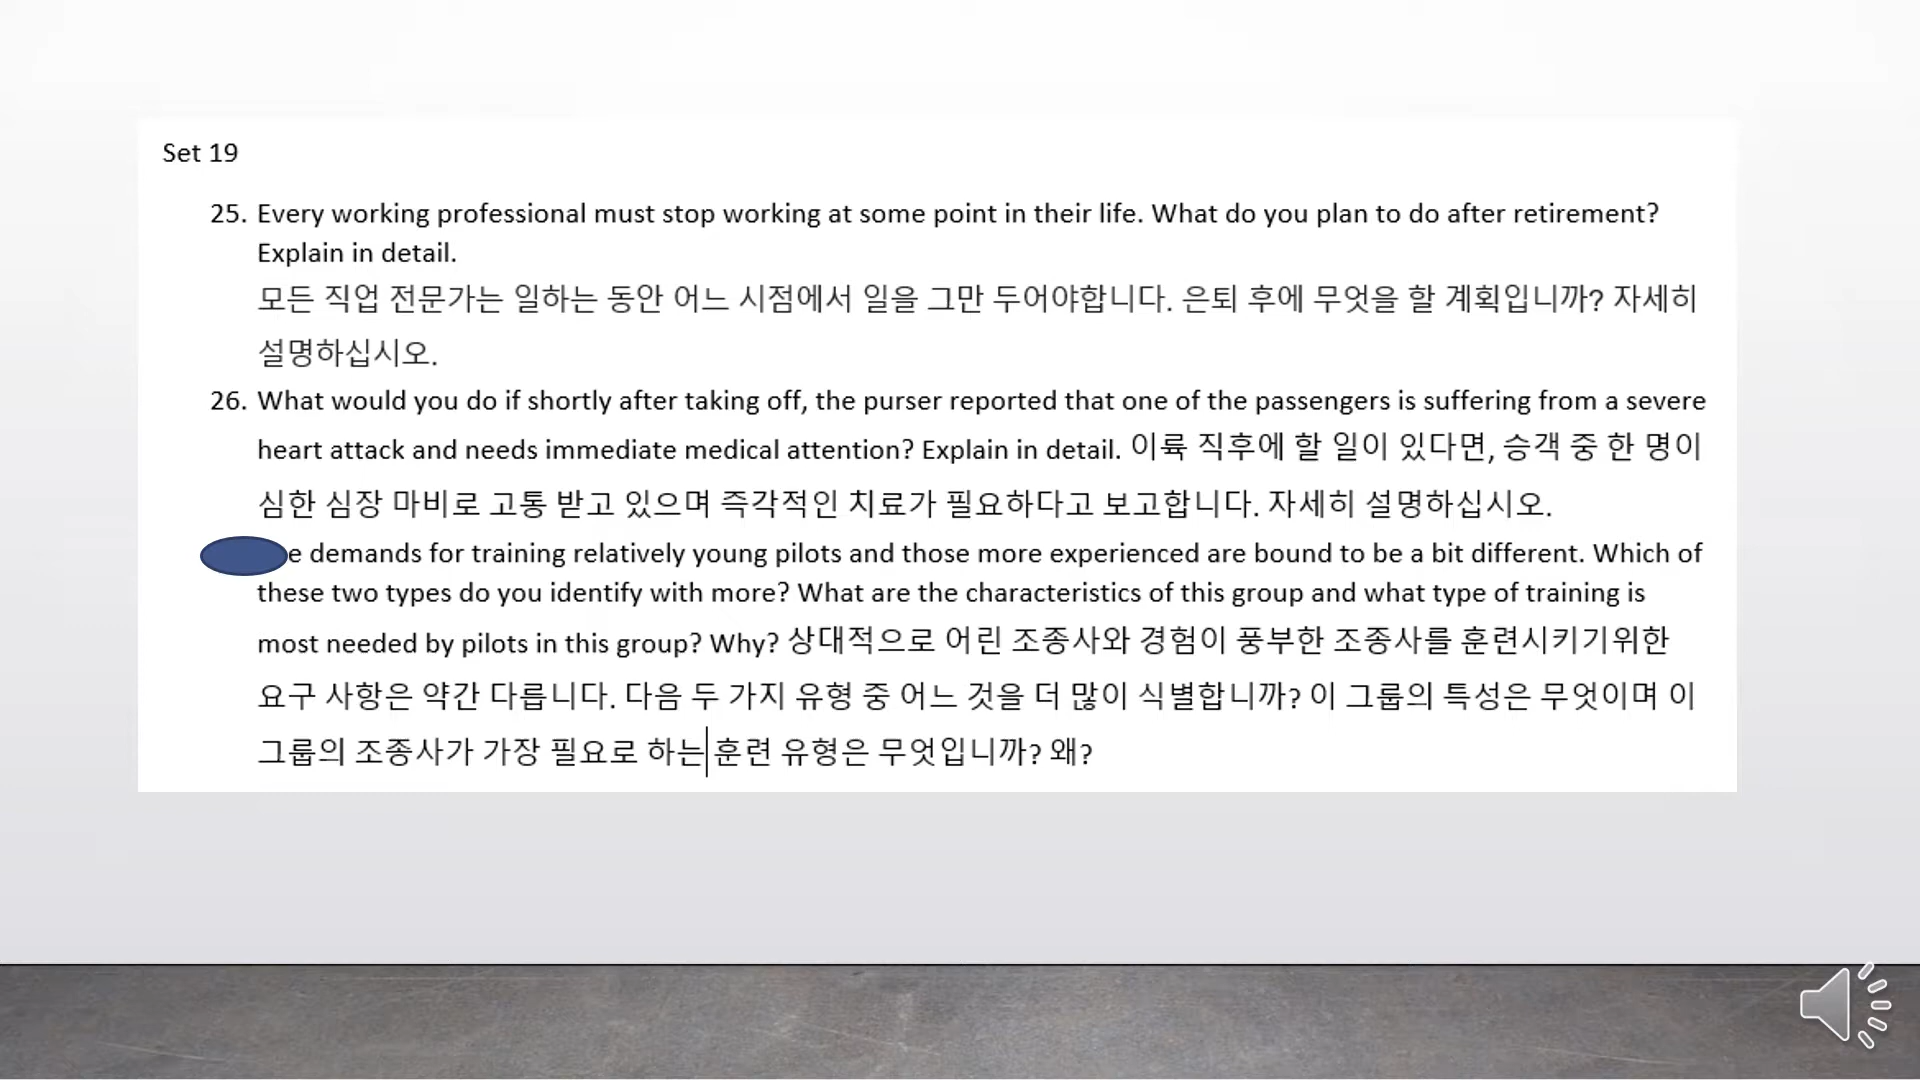 Set 19
25. Every working professional must stop working at some point in their life. What do you plan to do after retirement?
Explain in detail.
모든 직업 전문가는 일하는 동안 어느 시점에서 일을 그만 두어야합니다. 은퇴 후에 무엇을 할 계획입니까? 자세히
설명하십시오.
26. What would you do if shortly after taking off, the purser reported that one of the passengers is suffering from a severe
heart attack and needs immediate medical attention? Explain in detail. 이륙 직후에 할 일이 있다면, 승객 중 한 명이
심한 심장 마비로 고통 받고 있으며 즉각적인 치료가 필요하다고 보고합니다. 자세히 설명하십시오.
e demands for training relatively young pilots and those more experienced are bound to be a bit different. Which of
these two types do you identify with more? What are the characteristics of this group and what type of training is
most needed by pilots in this group? Why? 상대적으로 어린 조종사와 경험이 풍부한 조종사를 훈련시키기위한
요구 사항은 약간 다릅니다. 다음 두 가지 유형 중 어느 것을 더 많이 식별합니까? 이 그룹의 특성은 무엇이며 이
그룹의 조종사가 가장 필요로 하는 훈련 유형은 무엇입니까? 왜?